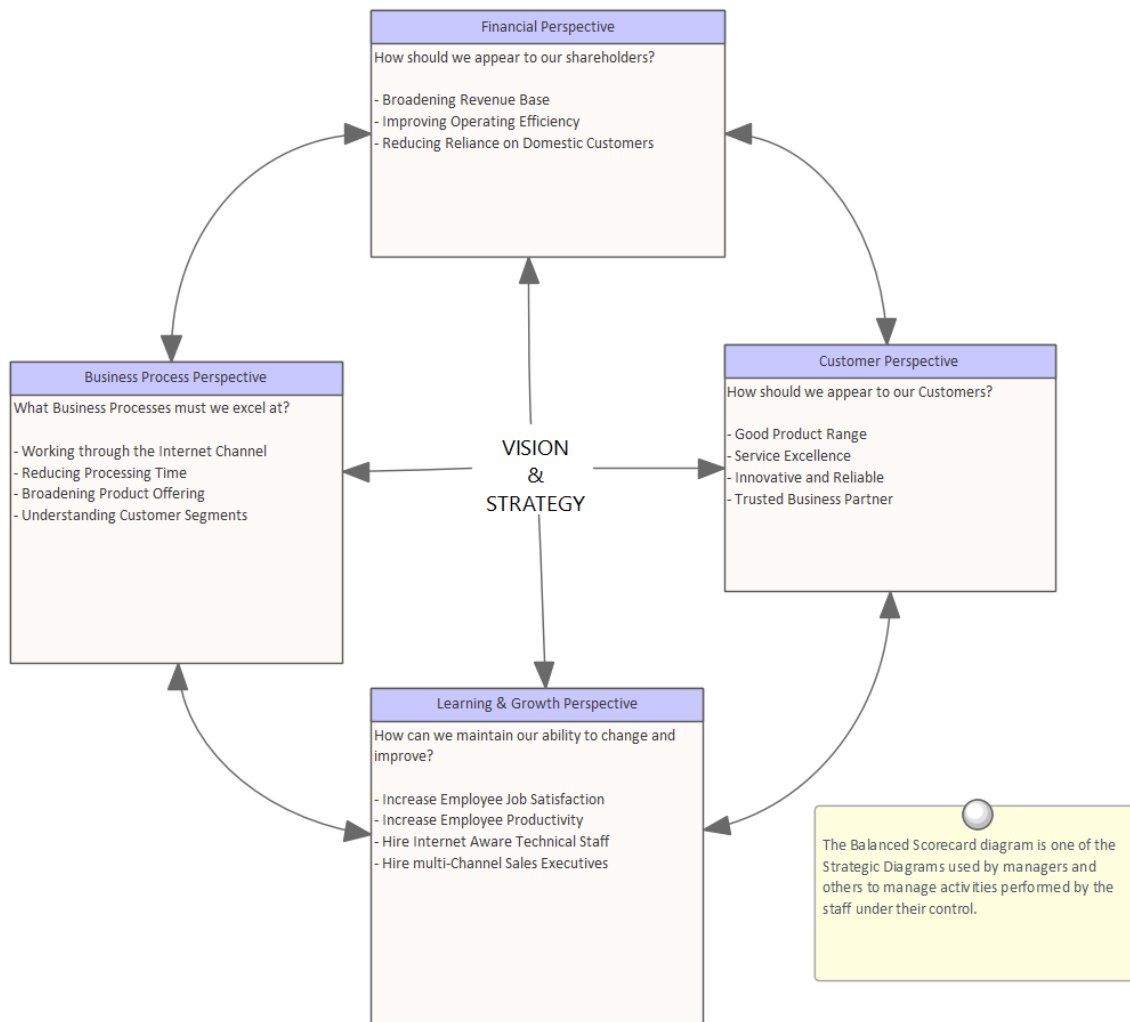 Financial Perspective
How should we appear to our shareholders?
- Broadening Revenue Base
- Improving Operating Efficiency
- Reducing Reliance on Domestic Customers
Business Process Perspective
What Business Processes must we excel at?
- Working through the Internet Channel
- Reducing Processing Time
- Broadening Product Offering
- Understanding Customer Segments
VISION
&
STRATEGY
Customer Perspective
How should we appear to our Customers?
- Good Product Range
- Service Excellence
- Innovative and Reliable
- Trusted Business Partner
Learning & Growth Perspective
How can we maintain our ability to change and
improve?
- Increase Employee Job Satisfaction
- Increase Employee Productivity
- Hire Internet Aware Technical Staff
- Hire multi-Channel Sales Executives
The Balanced Scorecard diagram is one of the
Strategic Diagrams used by managers and
others to manage activities performed by the
staff under their control.